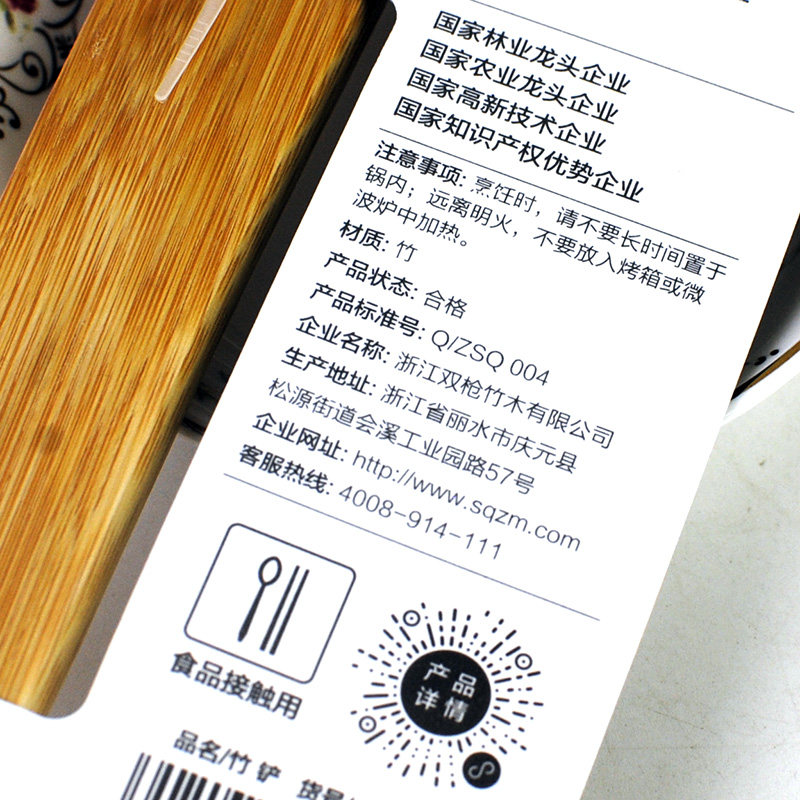 国家林业龙头企业
国家农业龙头企业
国家高新技术企业
国家知识产权优势企业
注意事项: 烹饪时，请不要长时间置于
锅内；远离明火，不要放入烤箱或微
波炉中加热。
材质: 竹
产品状态: 合格
产品标准号: Q/ZSQ 004
企业名称: 浙江双枪竹木有限公司
生产地址: 浙江省丽水市庆元县
松源街道会溪工业园路57号
企业网址: http://www.sqzm.com
客服热线: 4008-914-111
食品接触用
产品
详情
品名/竹铲 货号/